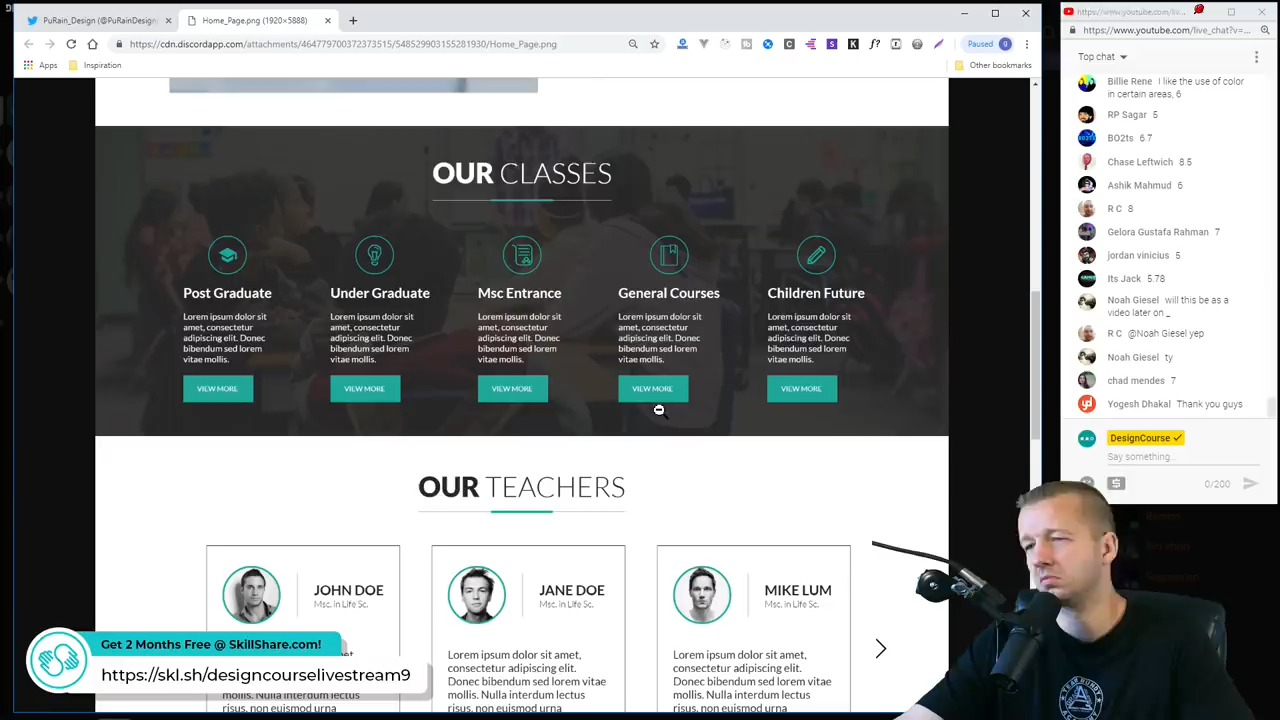 PuRain_Design (@PuRainDesign
Home_Page.png (1920×5888)
https://cdn.discordapp.com/attachments/464779700372373515/548529903155281930/Home_Page.png
Paused
Apps
Inspiration
Other bookmarks
OUR CLASSES
Post Graduate
Lorem ipsum dolor sit
amet, consectetur
adipiscing elit. Donec
bibendum sed lorem
vitae mollis.
VIEW MORE
Under Graduate
Lorem ipsum dolor sit
amet, consectetur
adipiscing elit. Donec
bibendum sed lorem
vitae mollis.
VIEW MORE
Msc Entrance
Lorem ipsum dolor sit
amet, consectetur
adipiscing elit. Donec
bibendum sed lorem
vitae mollis.
VIEW MORE
General Courses
Lorem ipsum dolor sit
amet, consectetur
adipiscing elit. Donec
bibendum sed lorem
vitae mollis.
VIEW MORE
Children Future
Lorem ipsum dolor sit
amet, consectetur
adipiscing elit. Donec
bibendum sed lorem
vitae mollis.
VIEW MORE
OUR TEACHERS
JOHN DOE
Msc. in Life Sc.
JANE DOE
Msc. in Life Sc.
Lorem ipsum dolor sit amet,
consectetur adipiscing elit.
Donec bibendum sed lorem
vitae mollis. Nulla interdum lectus
risus, non euismod urna
MIKE LUM
Msc. in Life Sc.
Lorem ipsum dolor sit amet,
consectetur adipiscing elit.
Donec bibendum sed lorem
vitae mollis. Nulla interdum lectus
risus, non euismod urna
Get 2 Months Free @ SkillShare.com!
https://skl.sh/designcourselivestream9
https://www.youtube.com/liv...
https://www.youtube.com/live_chat?v=...
Top chat
Billie Rene I like the use of color
in certain areas, 6
RP Sagar 5
BO2ts 6.7
Chase Leftwich 8.5
Ashik Mahmud 6
R C 8
Gelora Gustafa Rahman 7
jordan vinicius 5
Its Jack 5.78
Noah Giesel will this be as a
video later on _
R C @Noah Giesel yep
Noah Giesel ty
chad mendes 7
Yogesh Dhakal Thank you guys
DesignCourse
Say something...
0/200